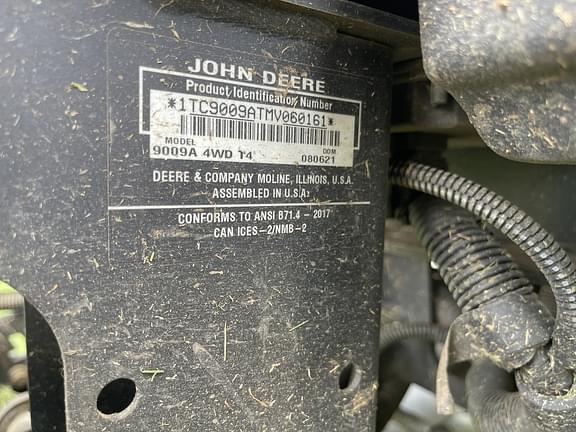 JOHN DEERE
Product Identification Number
*1TC9009ATMV060161*
MODEL DOM
9009A 4WD T4 080621
DEERE & COMPANY MOLINE, ILLINOIS, U.S.A.
ASSEMBLED IN U.S.A.
CONFORMS TO ANSI B71.4 - 2017
CAN ICES-2/NMB-2